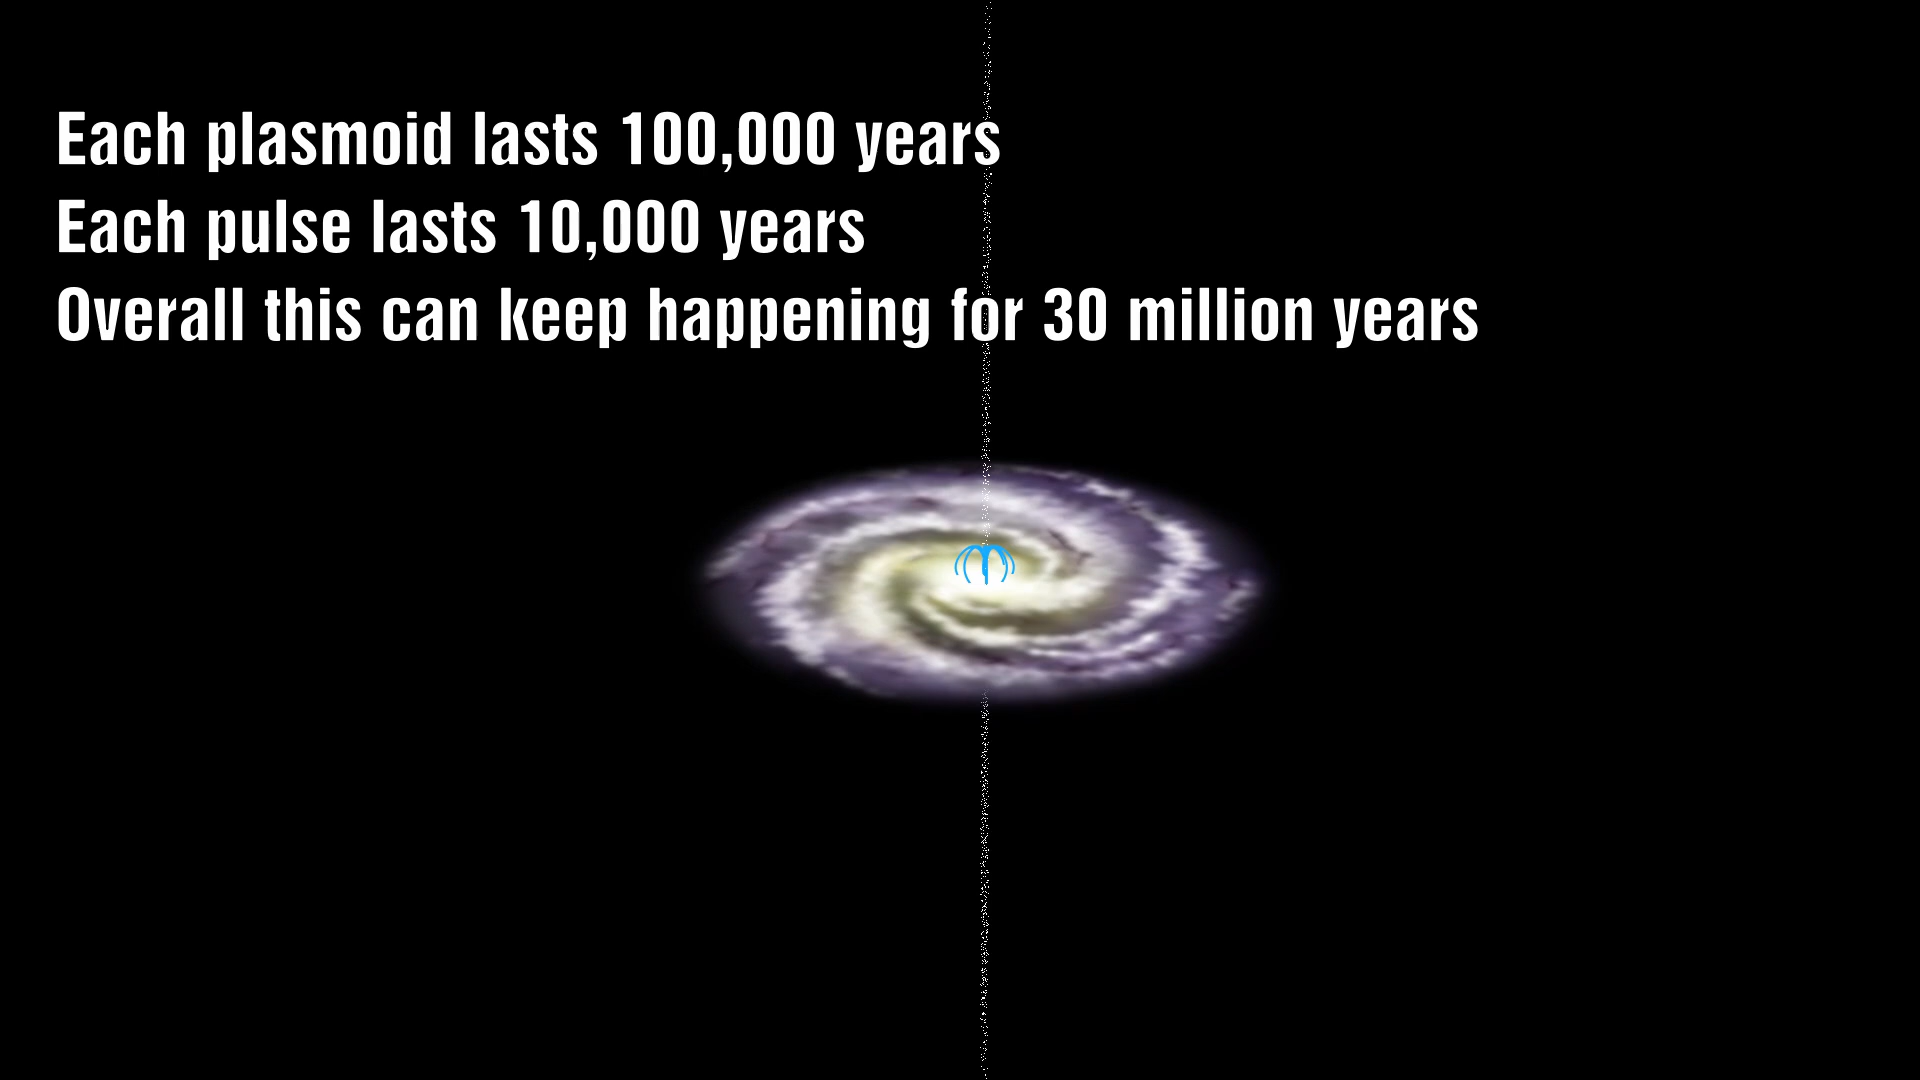 Each plasmoid lasts 100,000 years
Each pulse lasts 10,000 years
Overall this can keep happening for 30 million years